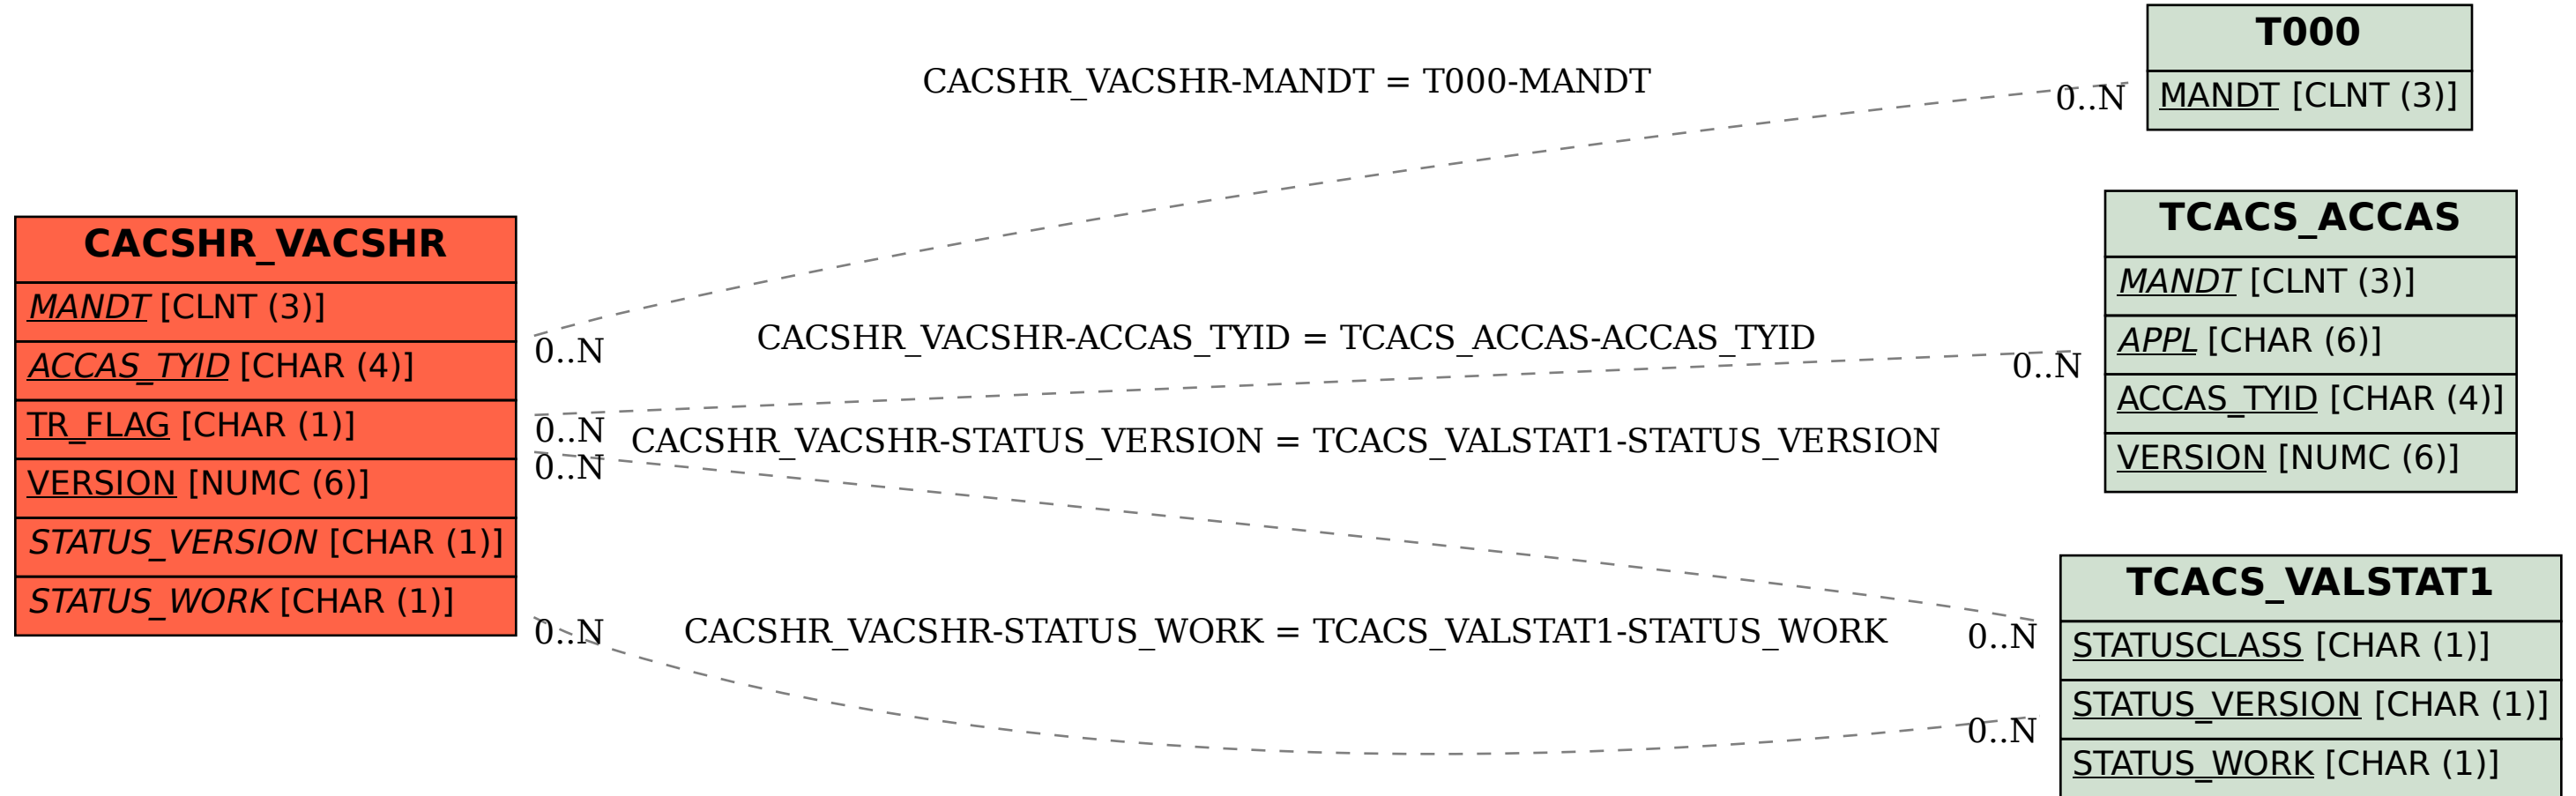 CACSHR_VACSHR
MANDT [CLNT (3)]
ACCAS_TYID [CHAR (4)]
TR_FLAG [CHAR (1)]
VERSION [NUMC (6)]
STATUS_VERSION [CHAR (1)]
STATUS_WORK [CHAR (1)]
CACSHR_VACSHR-MANDT = T000-MANDT
0..N
0..N
CACSHR_VACSHR-ACCAS_TYID = TCACS_ACCAS-ACCAS_TYID
0..N
0..N
CACSHR_VACSHR-STATUS_VERSION = TCACS_VALSTAT1-STATUS_VERSION
0..N
0..N
CACSHR_VACSHR-STATUS_WORK = TCACS_VALSTAT1-STATUS_WORK
0..N
0..N
T000
MANDT [CLNT (3)]
TCACS_ACCAS
MANDT [CLNT (3)]
APPL [CHAR (6)]
ACCAS_TYID [CHAR (4)]
VERSION [NUMC (6)]
TCACS_VALSTAT1
STATUSCLASS [CHAR (1)]
STATUS_VERSION [CHAR (1)]
STATUS_WORK [CHAR (1)]